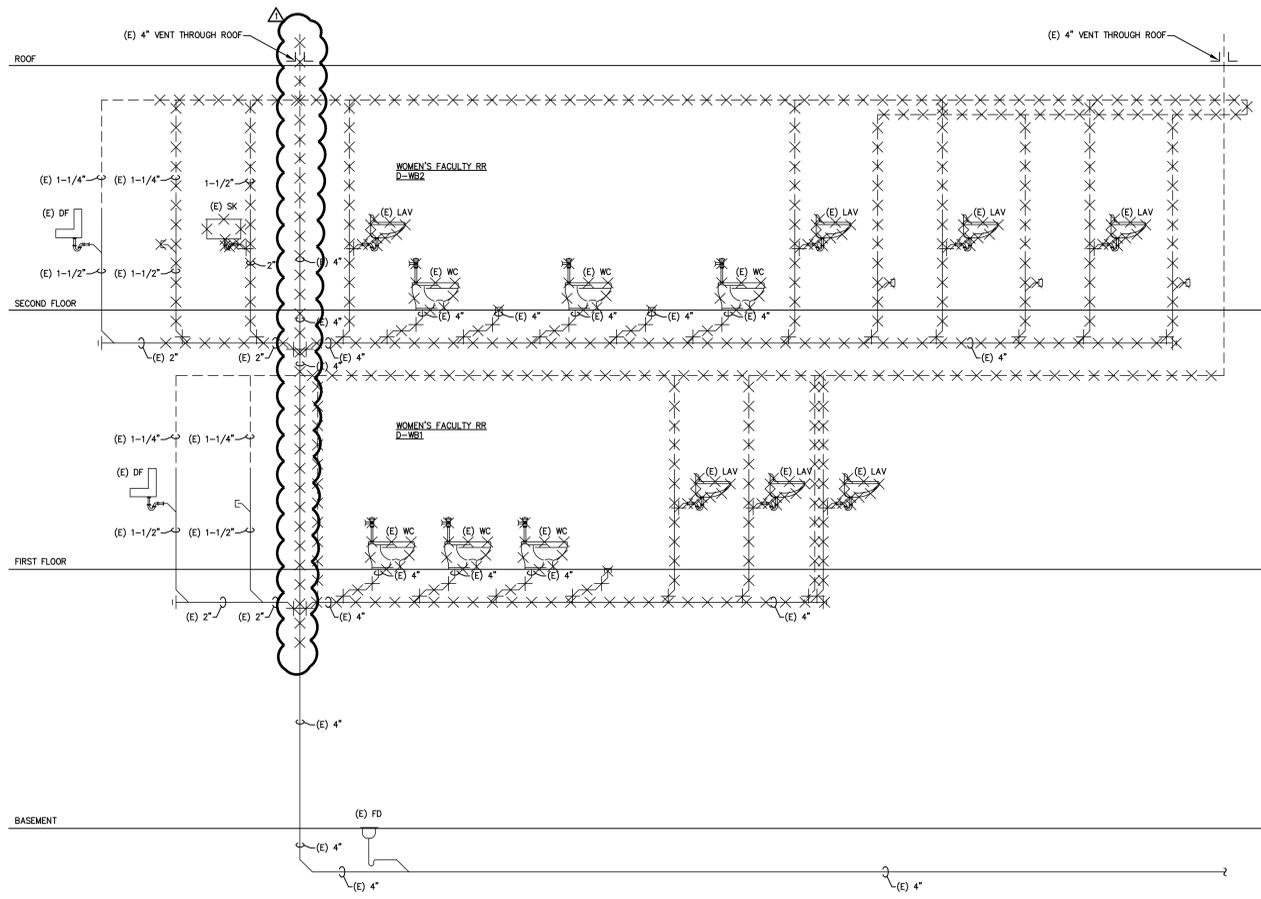 1
(E) 4" VENT THROUGH ROOF
(E) 4" VENT THROUGH ROOF
ROOF
WOMEN'S FACULTY RR
D-WB2
(E) 1-1/4"
(E) 1-1/4"
1-1/2"
(E) DF
(E) SK
(E) LAV
(E) LAV
(E) LAV
(E) LAV
(E) 1-1/2"
(E) 1-1/2"
2"
(E) 4"
(E) WC
(E) WC
(E) WC
SECOND FLOOR
(E) 4"
(E) 4"
(E) 4"
(E) 4"
(E) 4"
(E) 4"
(E) 2"
(E) 2"
(E) 4"
(E) 4"
(E) 4"
WOMEN'S FACULTY RR
D-WB1
(E) 1-1/4"
(E) 1-1/4"
(E) DF
(E) LAV
(E) LAV
(E) LAV
(E) 1-1/2"
(E) 1-1/2"
(E) WC
(E) WC
(E) WC
FIRST FLOOR
(E) 4"
(E) 4"
(E) 4"
(E) 2"
(E) 2"
(E) 4"
(E) 4"
(E) 4"
(E) FD
BASEMENT
(E) 4"
(E) 4"
(E) 4"